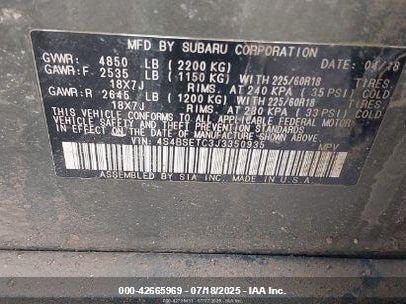 MFD BY SUBARU CORPORATION DATE: 04/18
GVWR: 4850 LB (2200 KG)
GAWR:F 2535 LB (1150 KG) WITH 225/60R18 TIRES,
18X7J RIMS, AT 240 KPA (35 PSI) COLD
GAWR:R 2645 LB (1200 KG) WITH 225/60R18 TIRES,
18X7J RIMS, AT 230 KPA (33 PSI) COLD
THIS VEHICLE CONFORMS TO ALL APPLICABLE FEDERAL MOTOR
VEHICLE SAFETY AND THEFT PREVENTION STANDARDS
IN EFFECT ON THE DATE OF MANUFACTURE SHOWN ABOVE.
VIN: 4S4BSETC3J3350935 MPV
ASSEMBLED BY SIA INC. MADE IN U.S.A
000-42665969 - 07/18/2025 - IAA Inc.